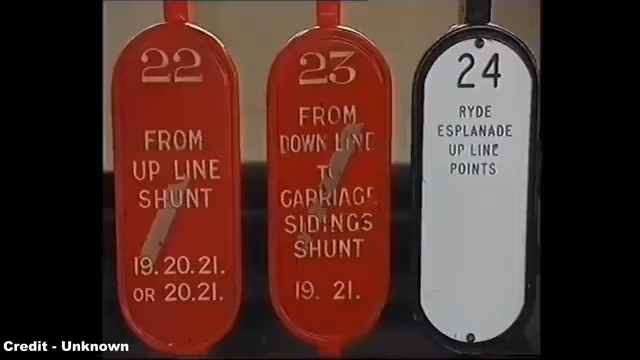 22
FROM
UP LINE
SHUNT
19. 20. 21.
OR 20. 21.
23
FROM
DOWN LINE
TO
CARRIAGE
SIDINGS
SHUNT
19. 21.
24
RYDE
ESPLANADE
UP LINE
POINTS
Credit - Unknown